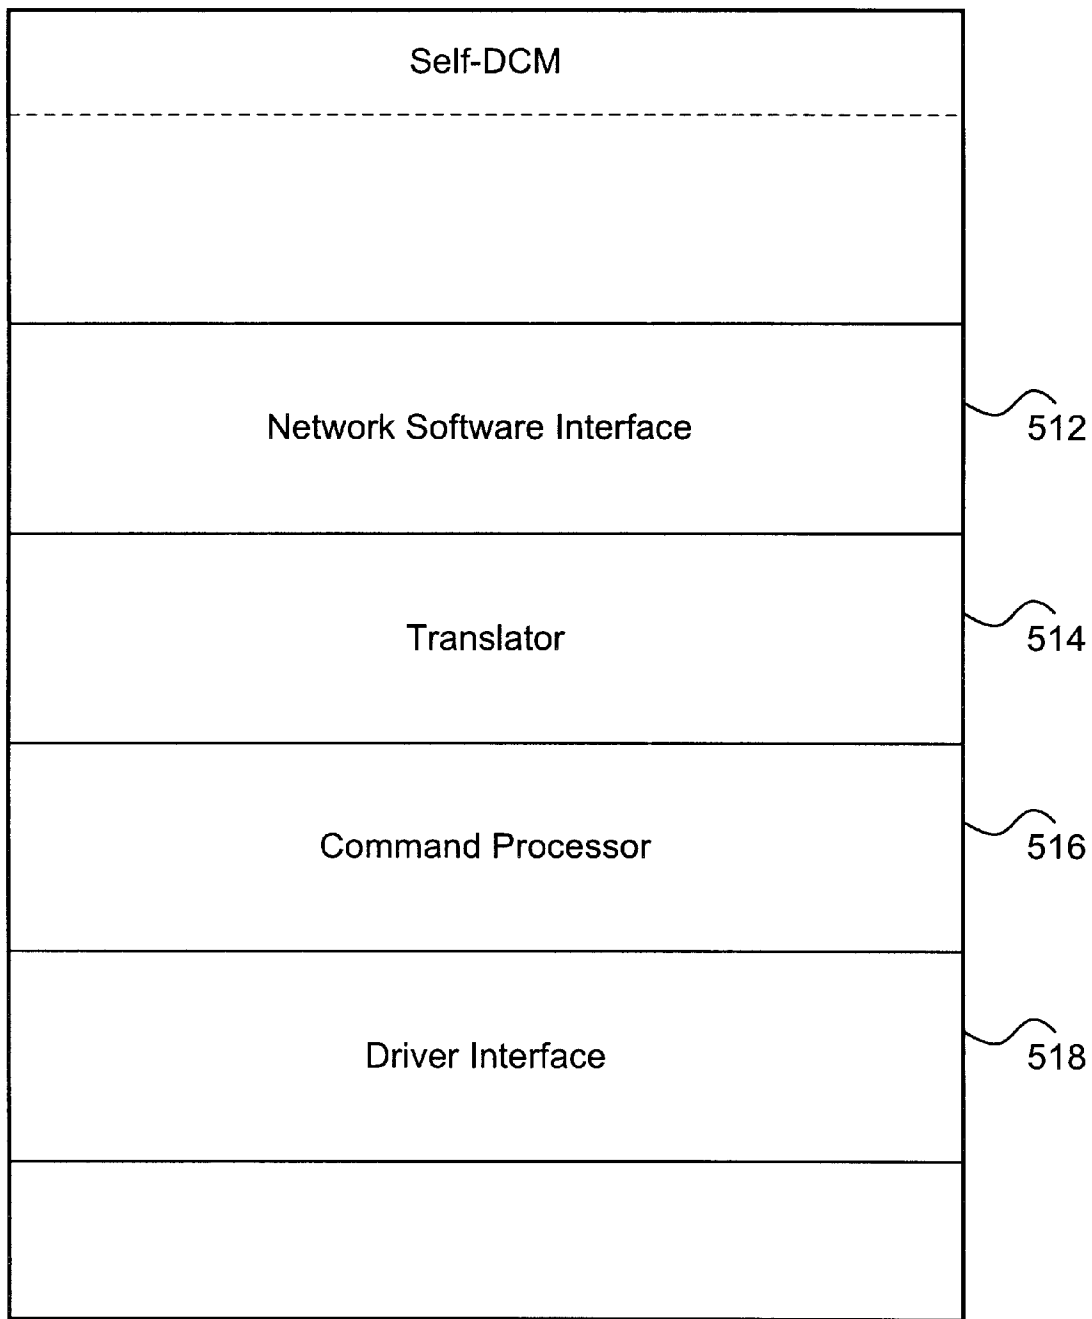 Self-DCM
Network Software Interface
512
Translator
514
Command Processor
516
Driver Interface
518